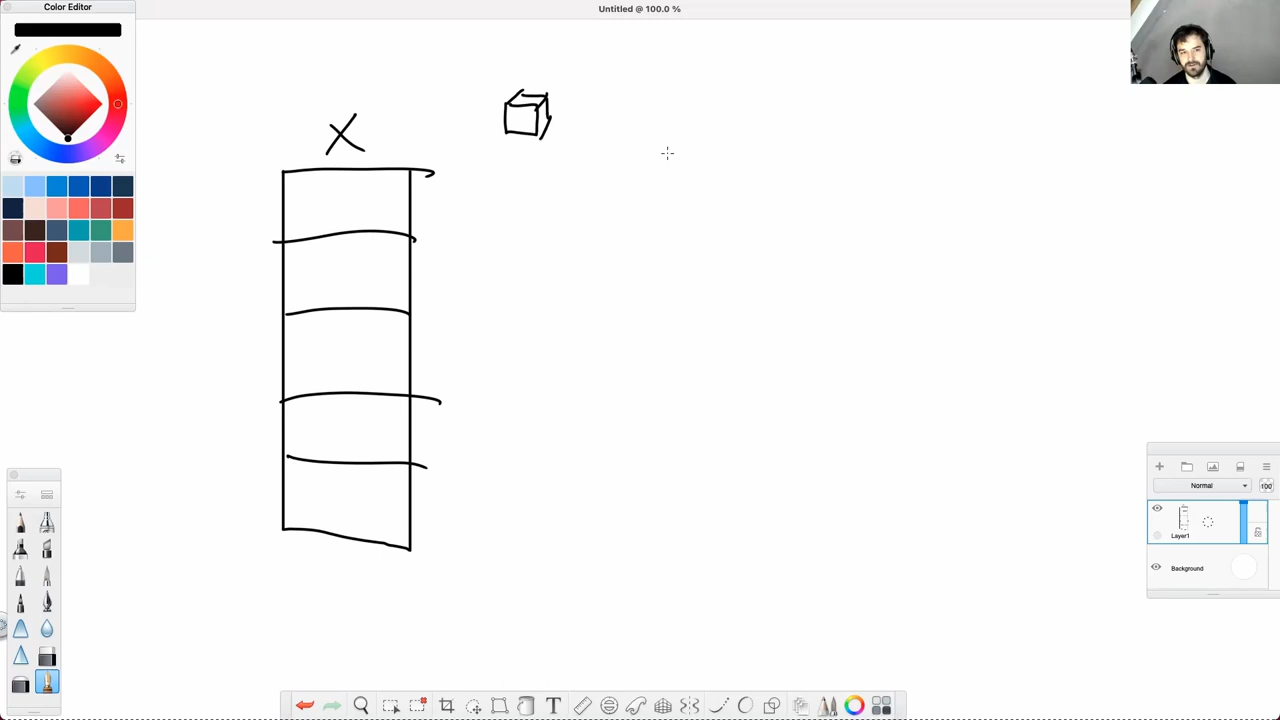 Color Editor
Untitled @ 100.0 %
X
Normal
100
Layer1
Background
T